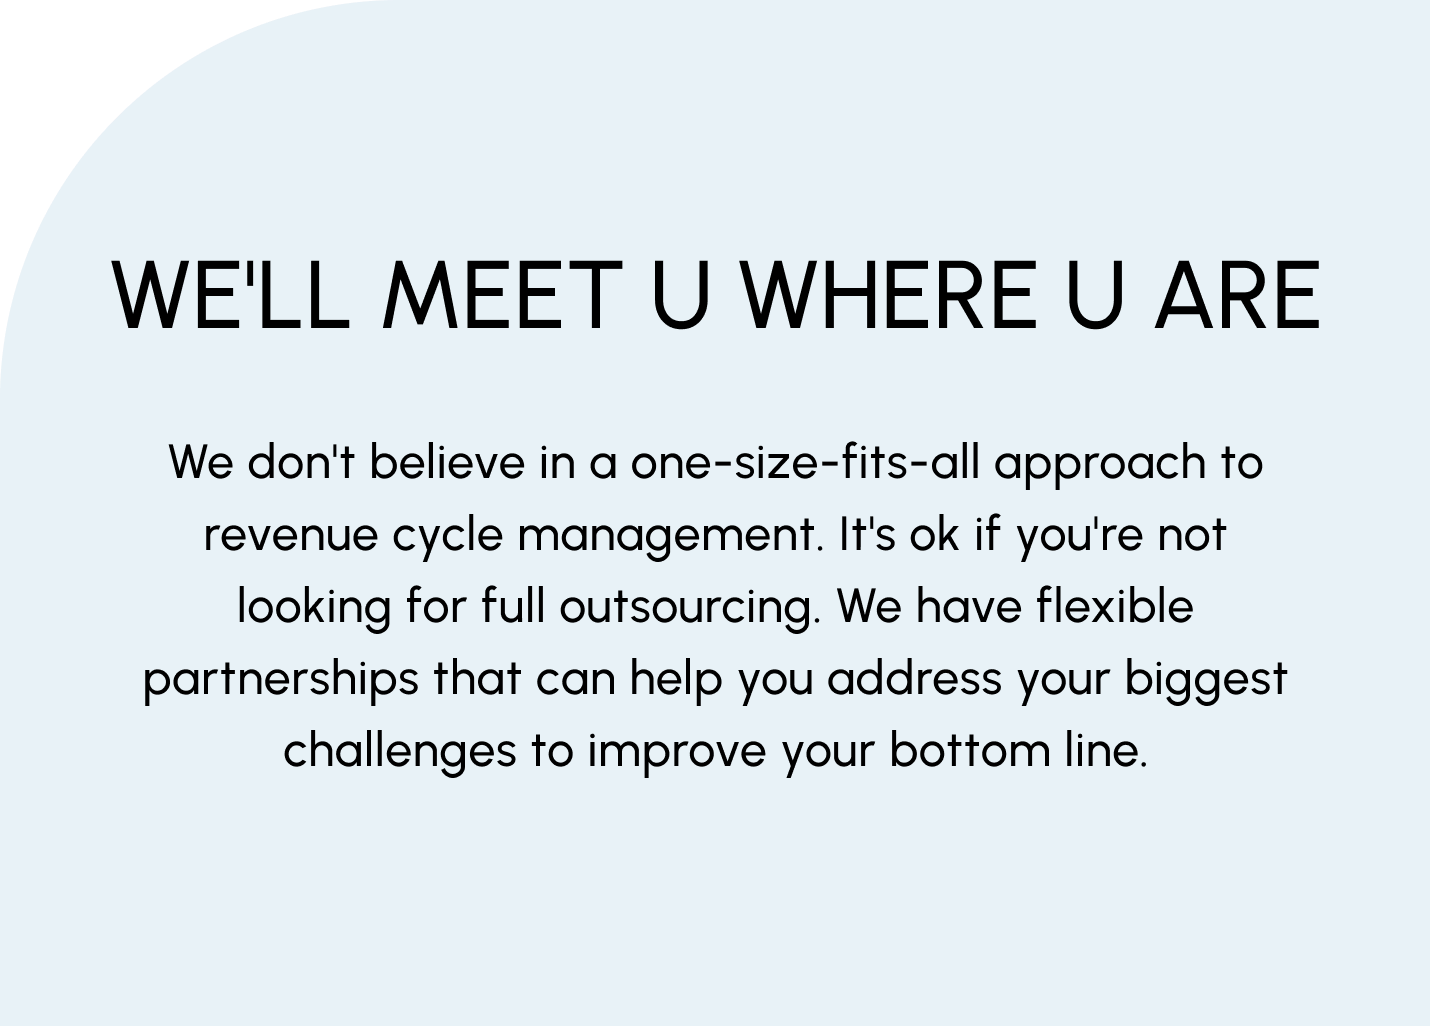 WE'LL MEET U WHERE U ARE
We don't believe in a one-size-fits-all approach to
revenue cycle management. It's ok if you're not
looking for full outsourcing. We have flexible
partnerships that can help you address your biggest
challenges to improve your bottom line.